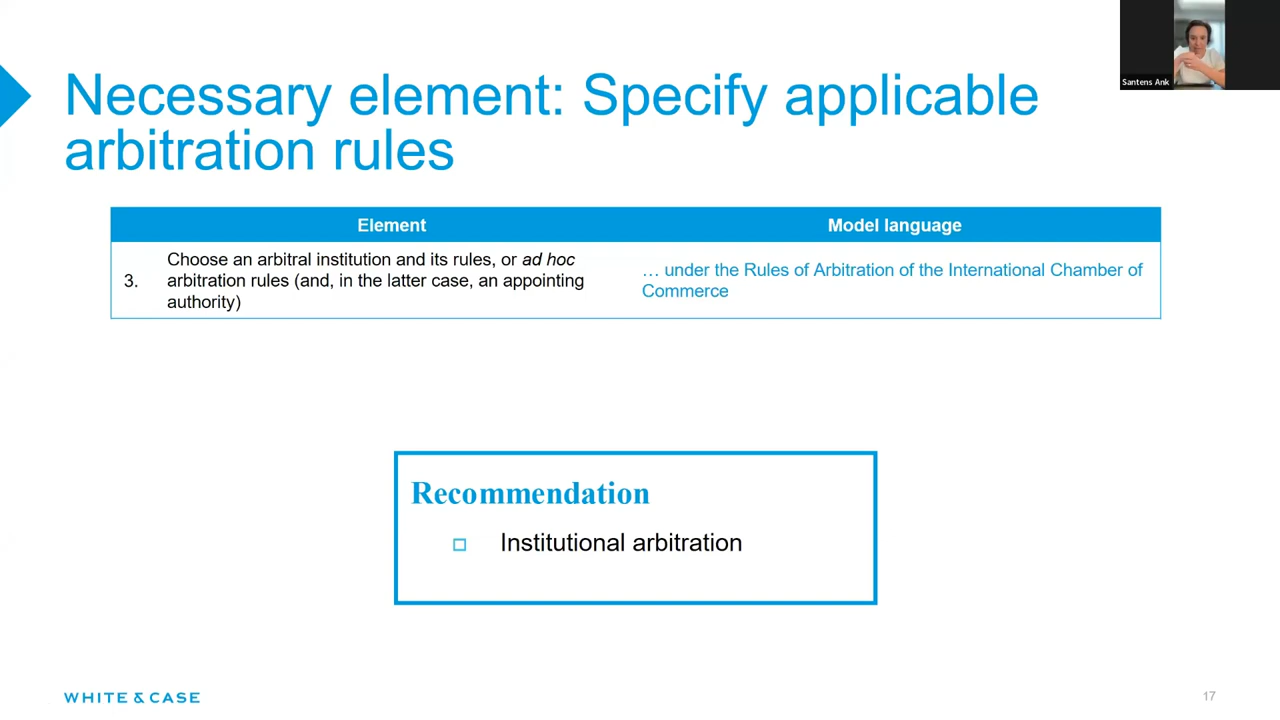 Santens Ank
Necessary element: Specify applicable
arbitration rules
Element
Model language
3.
Choose an arbitral institution and its rules, or ad hoc
arbitration rules (and, in the latter case, an appointing
authority)
… under the Rules of Arbitration of the International Chamber of
Commerce
Recommendation
Institutional arbitration
WHITE & CASE
17